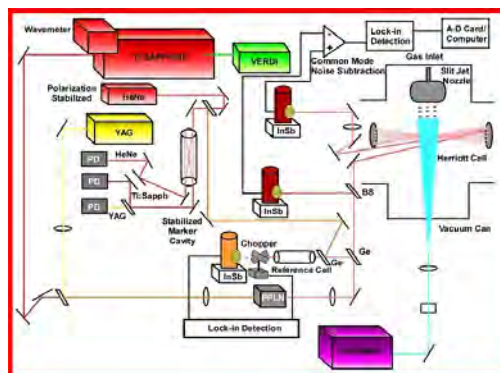 Wavemeter
Ti:SAPPHIRE
VERDI
Polarization
Stabilized
HeNe
Common Mode
Noise Subtraction
Lock-in
Detection
A-D Card/
Computer
Gas Inlet
Slit Jet
Nozzle
YAG
PD
HeNe
PD
Ti:Sapph
PD
YAG
Stabilized
Marker
Cavity
InSb
InSb
BS
Herriott Cell
Vacuum Can
Chopper
InSb
Reference Cell
Ge
Ge
PPLN
Lock-in Detection